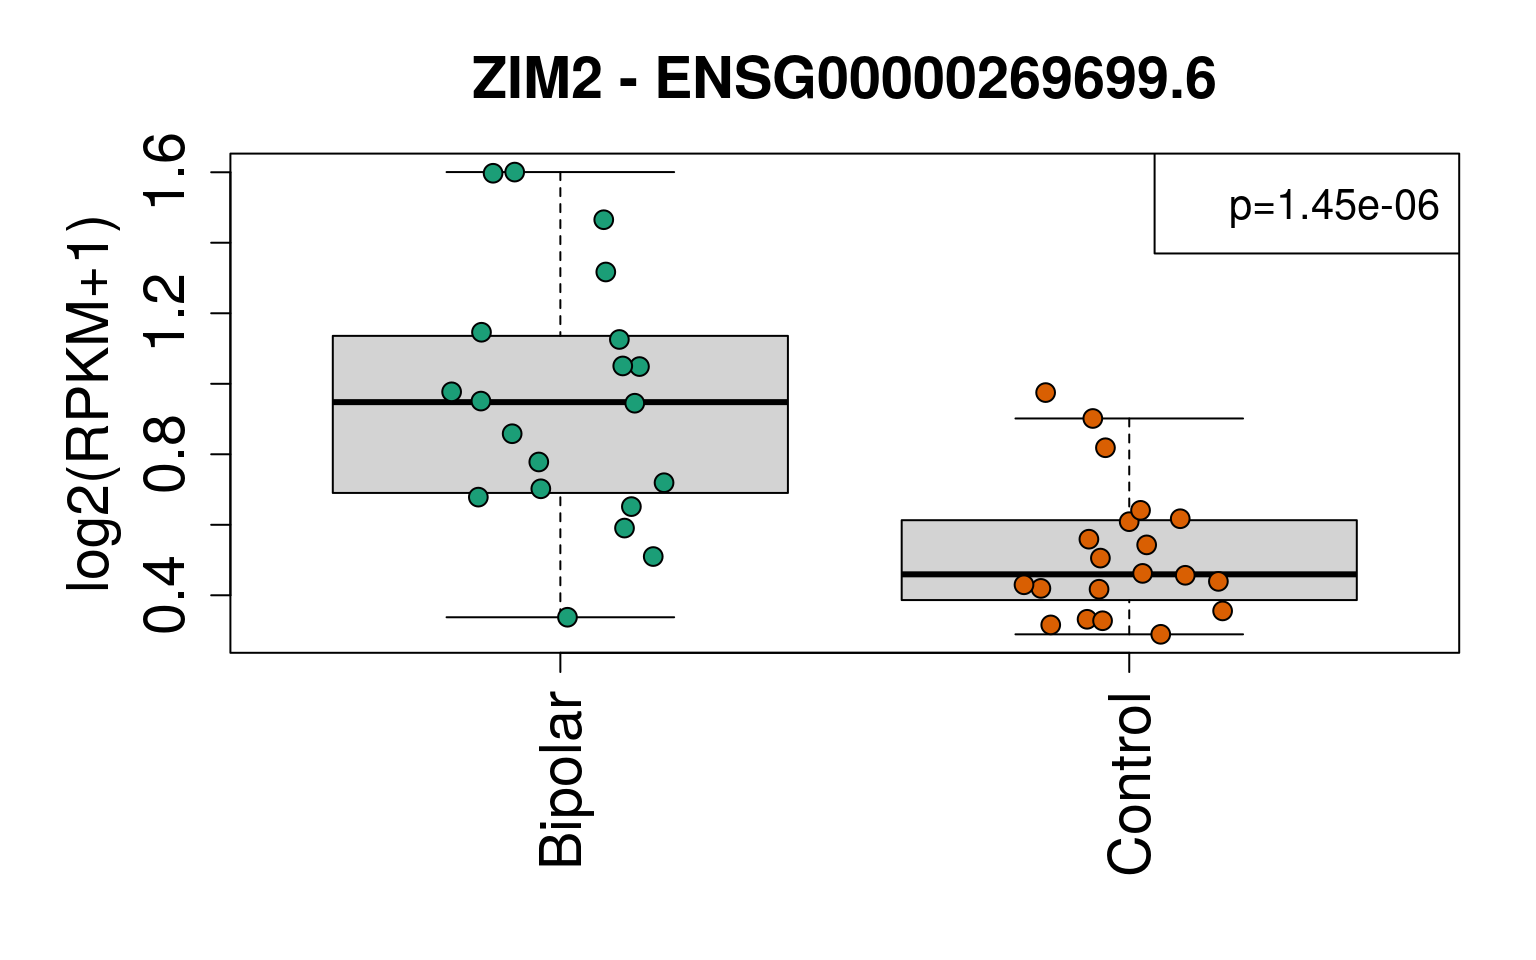 ZIM2 - ENSG00000269699.6
p=1.45e-06
log2(RPKM+1)
1.6
1.2
0.8
0.4
Bipolar
Control